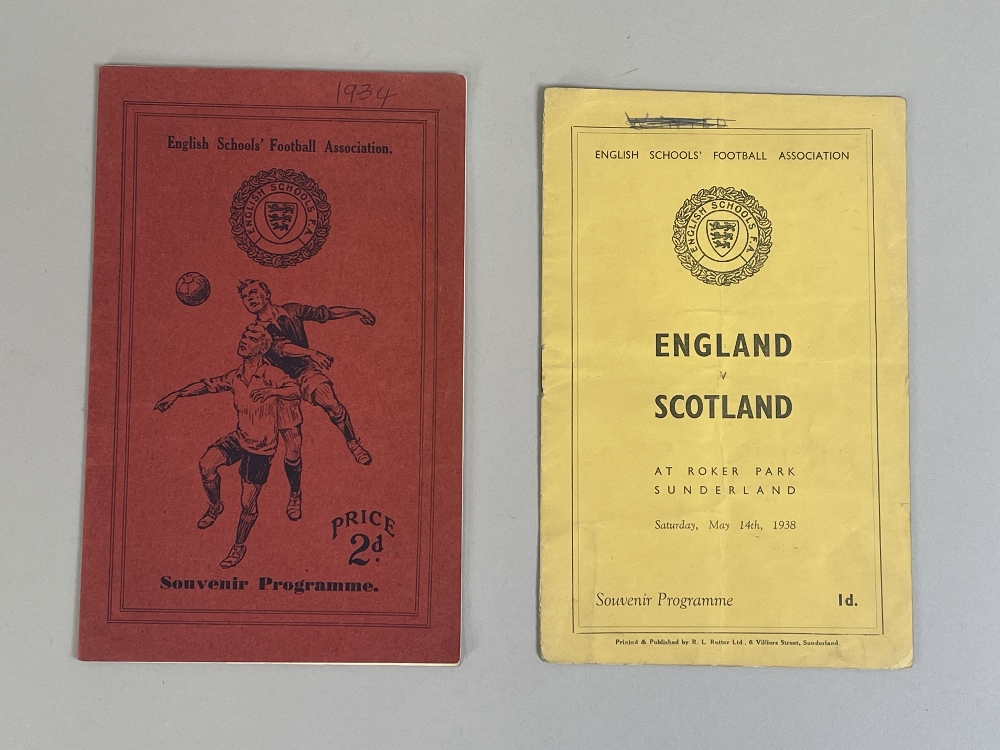 1934
English Schools' Football Association.
ENGLISH SCHOOLS F.A.
PRICE
2d.
Souvenir Programme.
ENGLISH SCHOOLS' FOOTBALL ASSOCIATION
ENGLISH SCHOOLS F.A.
ENGLAND
v
SCOTLAND
AT ROKER PARK
SUNDERLAND
Saturday, May 14th, 1938
Souvenir Programme 1d.
Printed & Published by R. L. Rutter Ltd., 6 Villiers Street, Sunderland.